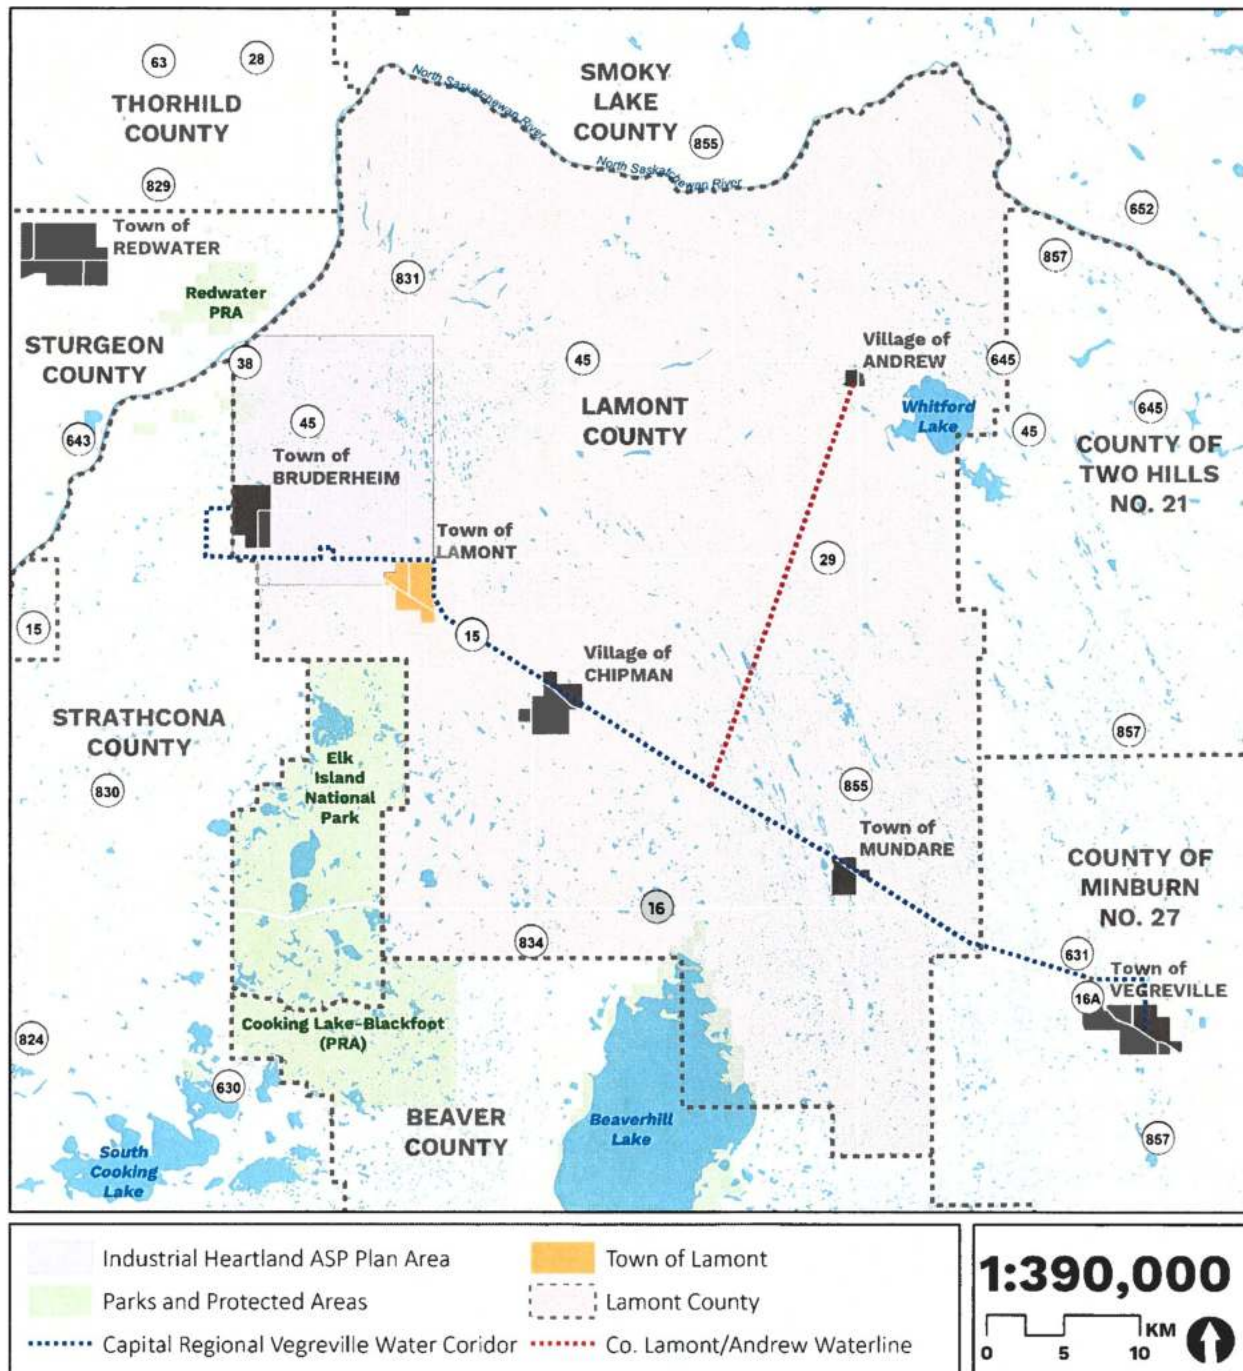 63
28
THORHILD
COUNTY
829
North Saskatchewan River
SMOKY
LAKE
COUNTY
855
North Saskatchewan River
652
857
Town of
REDWATER
Redwater
PRA
831
STURGEON
COUNTY
38
45
643
45
Town of
BRUDERHEIM
LAMONT
COUNTY
Village of
ANDREW
645
Whitford
Lake
45
645
COUNTY OF
TWO HILLS
NO. 21
Town of
LAMONT
29
15
15
Village of
CHIPMAN
STRATHCONA
COUNTY
830
Elk
Island
National
Park
857
855
Town of
MUNDARE
COUNTY OF
MINBURN
NO. 27
16
834
631
Town of
VEGREVILLE
16A
824
Cooking Lake-Blackfoot
(PRA)
630
BEAVER
COUNTY
Beaverhill
Lake
857
South
Cooking
Lake
Industrial Heartland ASP Plan Area
Town of Lamont
Parks and Protected Areas
Lamont County
Capital Regional Vegreville Water Coridor
Co. Lamont/Andrew Waterline
1:390,000
KM
0 5 10